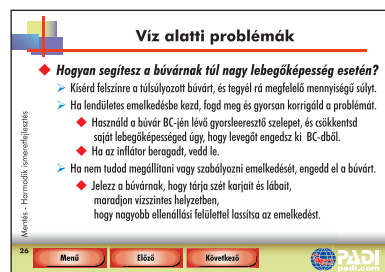 Víz alatti problémák
Hogyan segítesz a búvárnak túl nagy lebegőképesség esetén?
Kísérd felszínre a túlsúlyozott búvárt, és tegyél rá megfelelő mennyiségű súlyt.
Ha lendületes emelkedésbe kezd, fogd meg és gyorsan korrigáld a problémát.
Használd a búvár BC-jén lévő gyorsleeresztő szelepet, és csökkentsd
saját lebegőképességed úgy, hogy levegőt engedsz ki BC-dből.
Ha az inflátor beragadt, vedd le.
Ha nem tudod megállítani vagy szabályozni emelkedését, engedd el a búvárt.
Jelezz a búvárnak, hogy tárja szét karjait és lábait,
maradjon vízszintes helyzetben,
hogy nagyobb ellenállási felülettel lassítsa az emelkedést.
Mentés - Harmadik ismeretfejlesztés
26
Menü
Előző
Következő
PADI
padi.com